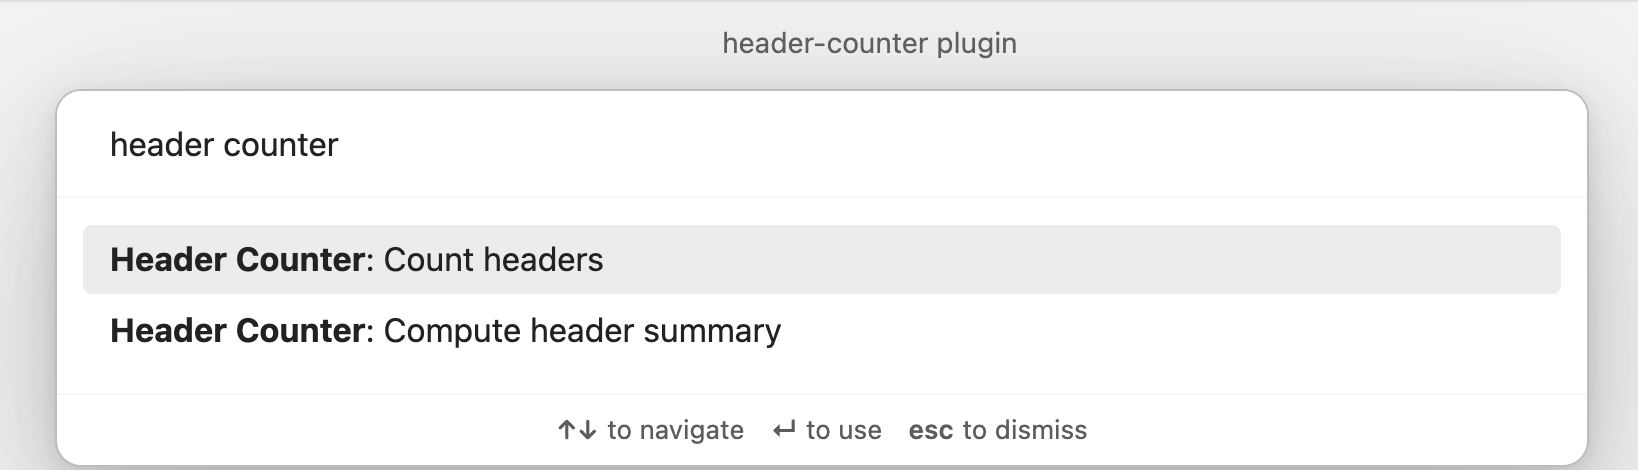 header-counter plugin
header counter
Header Counter: Count headers
Header Counter: Compute header summary
↑↓ to navigate ↵ to use esc to dismiss